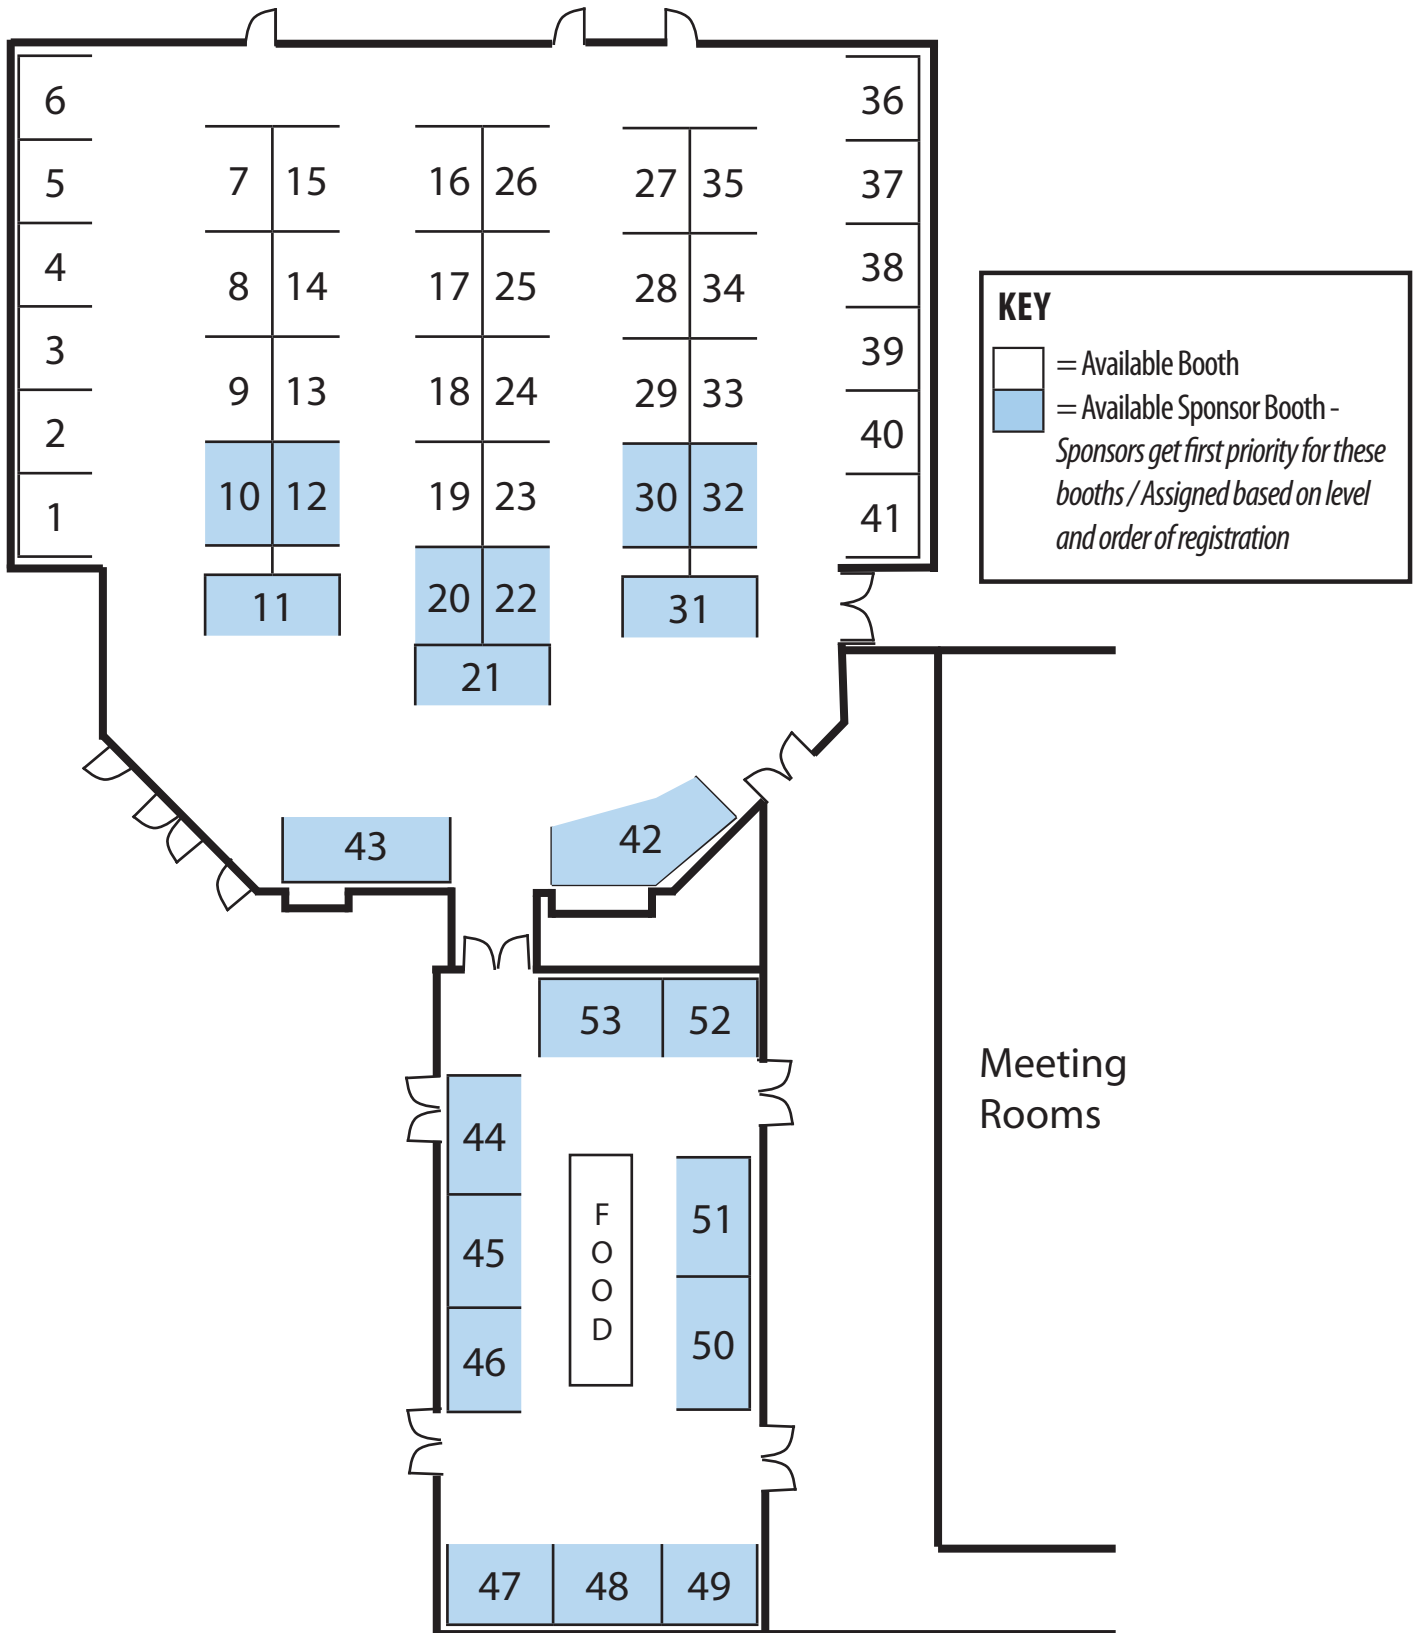 6
36
5
7 15
16 26
27 35
37
4
8 14
17 25
28 34
38
3
9 13
18 24
29 33
39
2
40
1
10 12
19 23
30 32
41
11
20 22
31
21
43
42
KEY
= Available Booth
= Available Sponsor Booth -
Sponsors get first priority for these
booths / Assigned based on level
and order of registration
53 52
44
45
46
F
O
O
D
51
50
47 48 49
Meeting
Rooms